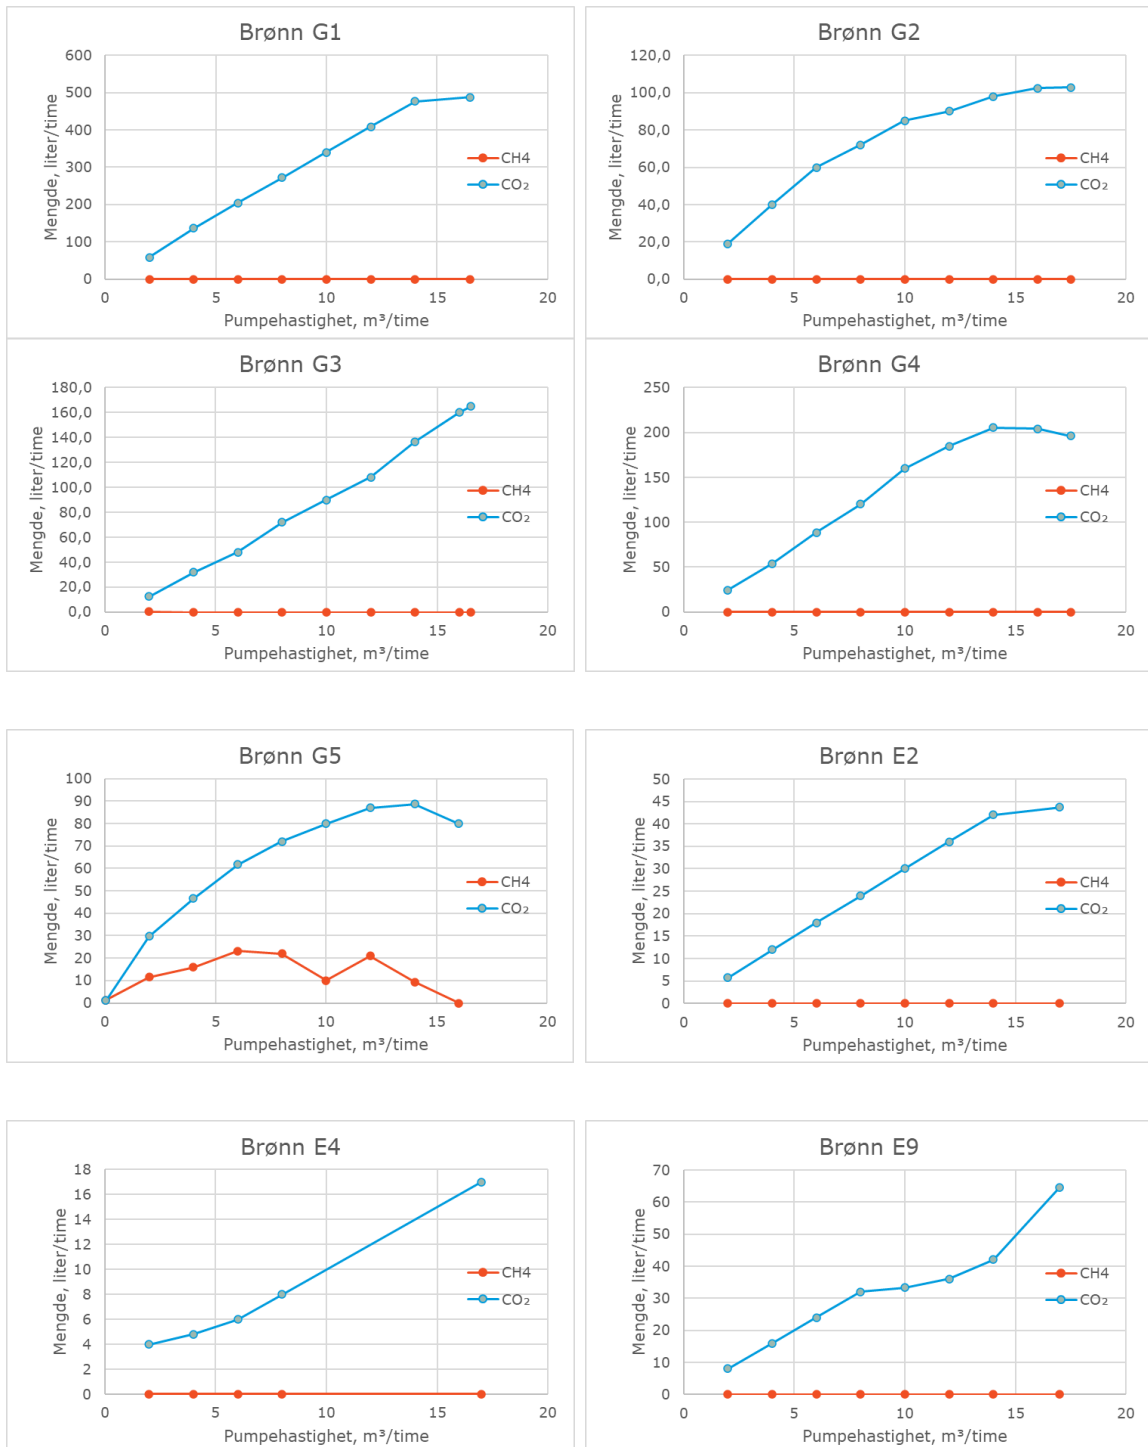 Brønn G1
600
500
400
300
200
100
0
0 5 10 15 20
Mengde, liter/time
Pumpehastighet, m³/time
CH4
CO₂
Brønn G2
120,0
100,0
80,0
60,0
40,0
20,0
0,0
0 5 10 15 20
Mengde, liter/time
Pumpehastighet, m³/time
CH4
CO₂
Brønn G3
180,0
160,0
140,0
120,0
100,0
80,0
60,0
40,0
20,0
0,0
0 5 10 15 20
Mengde, liter/time
Pumpehastighet, m³/time
CH4
CO₂
Brønn G4
250
200
150
100
50
0
0 5 10 15 20
Mengde, liter/time
Pumpehastighet, m³/time
CH4
CO₂
Brønn G5
100
90
80
70
60
50
40
30
20
10
0
0 5 10 15 20
Mengde, liter/time
Pumpehastighet, m³/time
CH4
CO₂
Brønn E2
50
45
40
35
30
25
20
15
10
5
0
0 5 10 15 20
Mengde, liter/time
Pumpehastighet, m³/time
CH4
CO₂
Brønn E4
18
16
14
12
10
8
6
4
2
0
0 5 10 15 20
Mengde, liter/time
Pumpehastighet, m³/time
CH4
CO₂
Brønn E9
70
60
50
40
30
20
10
0
0 5 10 15 20
Mengde, liter/time
Pumpehastighet, m³/time
CH4
CO₂